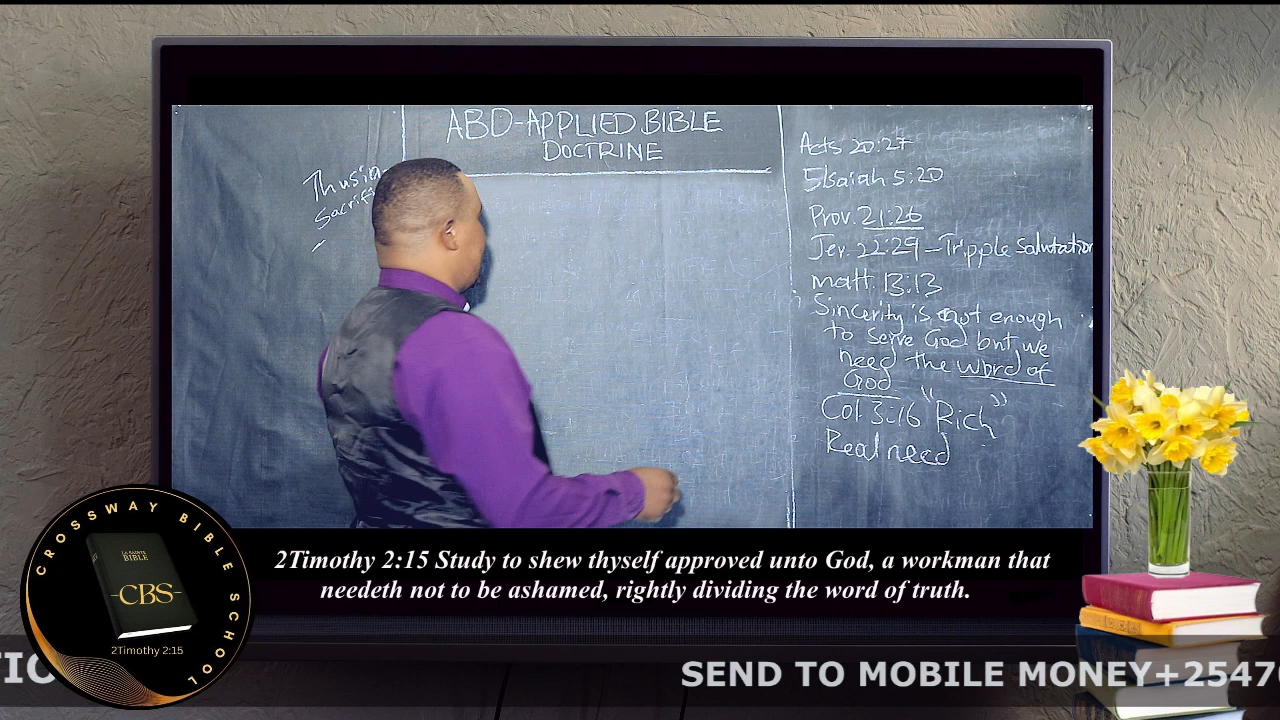 ABD-APPLIED BIBLE
DOCTRINE
Thusia
Acts 20:27
Isaiah 5:20
Prov. 21:26
Jer. 22:29 - Tripple Salutation
matt. 13:13
Sincerity is not enough
to serve God but we
need the word of
God
Col 3:16 "Rich"
Real need
2Timothy 2:15 Study to shew thyself approved unto God, a workman that
needeth not to be ashamed, rightly dividing the word of truth.
CROSSWAY BIBLE SCHOOL
LA SAINTE
BIBLE
CBS
2Timothy 2:15
SEND TO MOBILE MONEY+2547